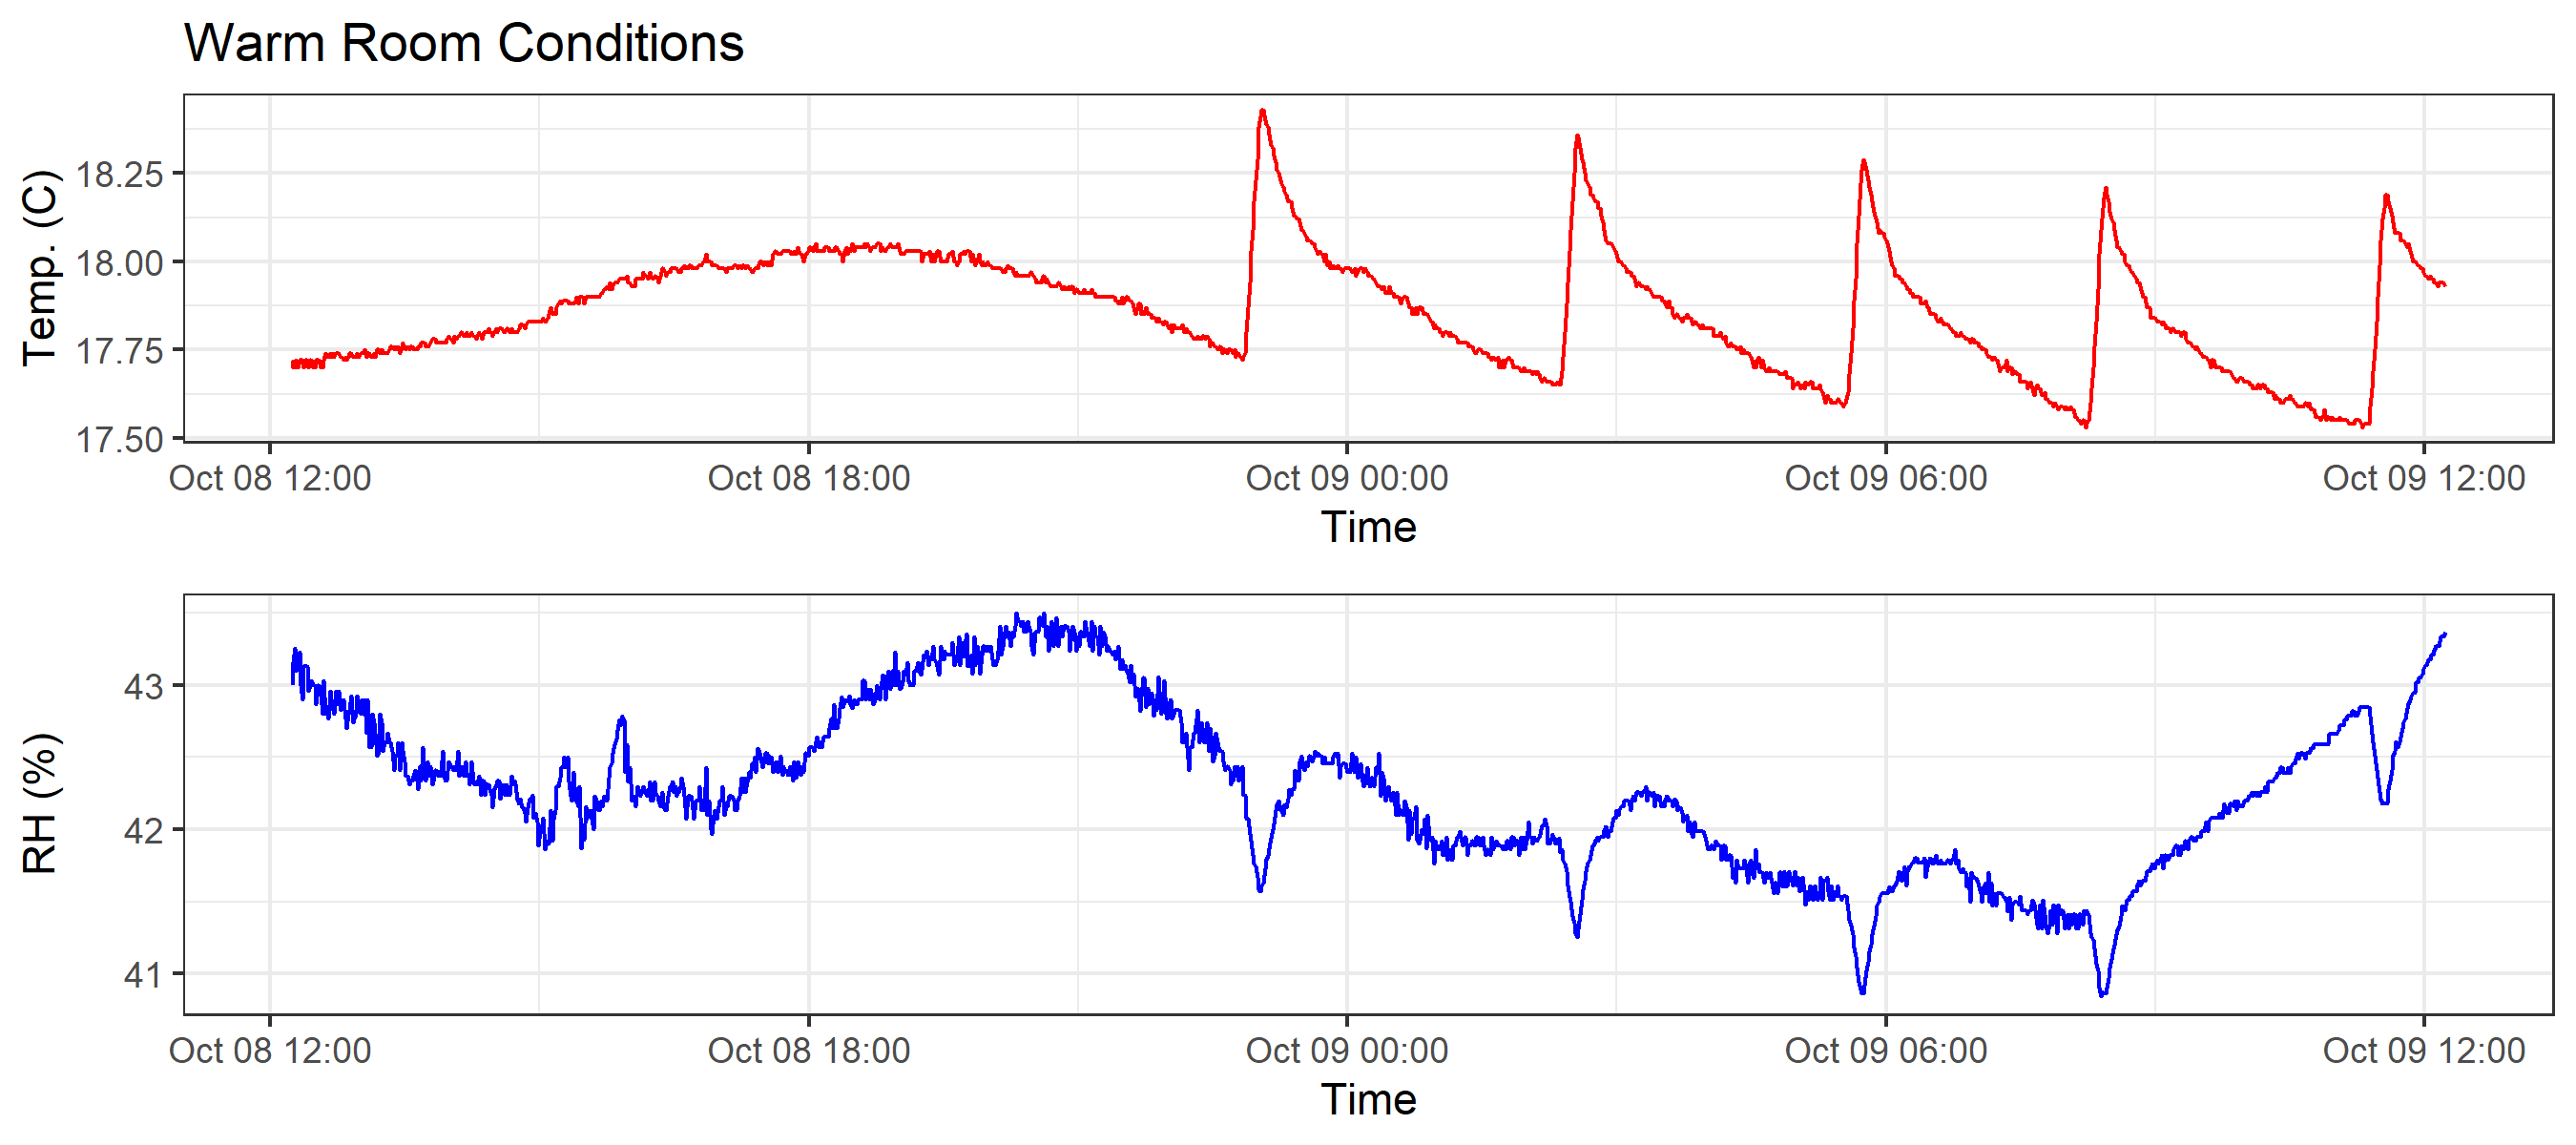 Warm Room Conditions
Temp. (C)
18.25
18.00
17.75
17.50
Oct 08 12:00 Oct 08 18:00 Oct 09 00:00 Oct 09 06:00 Oct 09 12:00
Time
RH (%)
43
42
41
Oct 08 12:00 Oct 08 18:00 Oct 09 00:00 Oct 09 06:00 Oct 09 12:00
Time